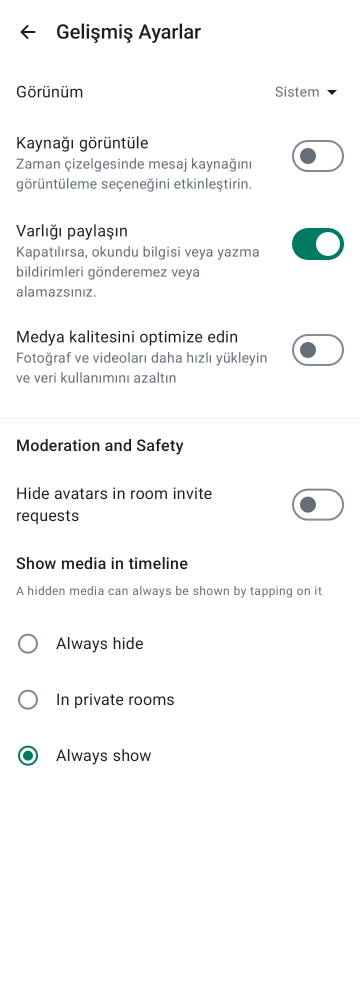 Gelişmiş Ayarlar
Görünüm
Sistem
Kaynağı görüntüle
Zaman çizelgesinde mesaj kaynağını
görüntüleme seçeneğini etkinleştirin.
Varlığı paylaşın
Kapatılırsa, okundu bilgisi veya yazma
bildirimleri gönderemez veya
alamazsınız.
Medya kalitesini optimize edin
Fotoğraf ve videoları daha hızlı yükleyin
ve veri kullanımını azaltın
Moderation and Safety
Hide avatars in room invite
requests
Show media in timeline
A hidden media can always be shown by tapping on it
Always hide
In private rooms
Always show